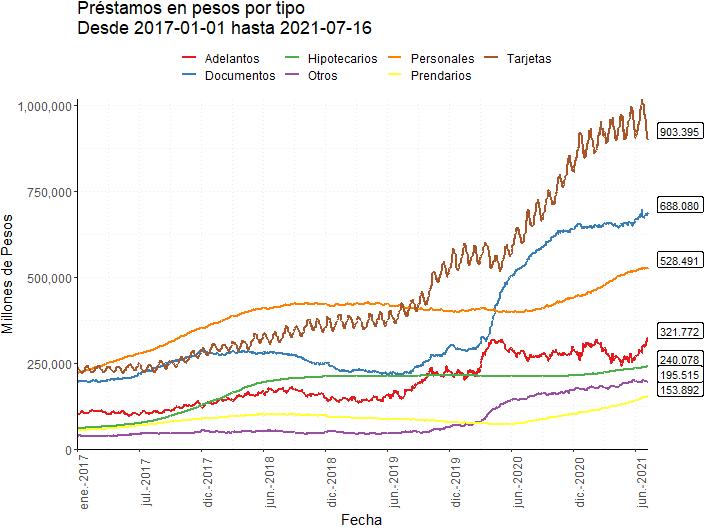 Préstamos en pesos por tipo
Desde 2017-01-01 hasta 2021-07-16
Adelantos Hipotecarios Personales Tarjetas
Documentos Otros Prendarios
1,000,000
750,000
500,000
250,000
0
Millones de Pesos
903.395
688.080
528.491
321.772
240.078
195.515
153.892
ene.-2017
jul.-2017
dic.-2017
jun.-2018
dic.-2018
jun.-2019
dic.-2019
jun.-2020
dic.-2020
jun.-2021
Fecha